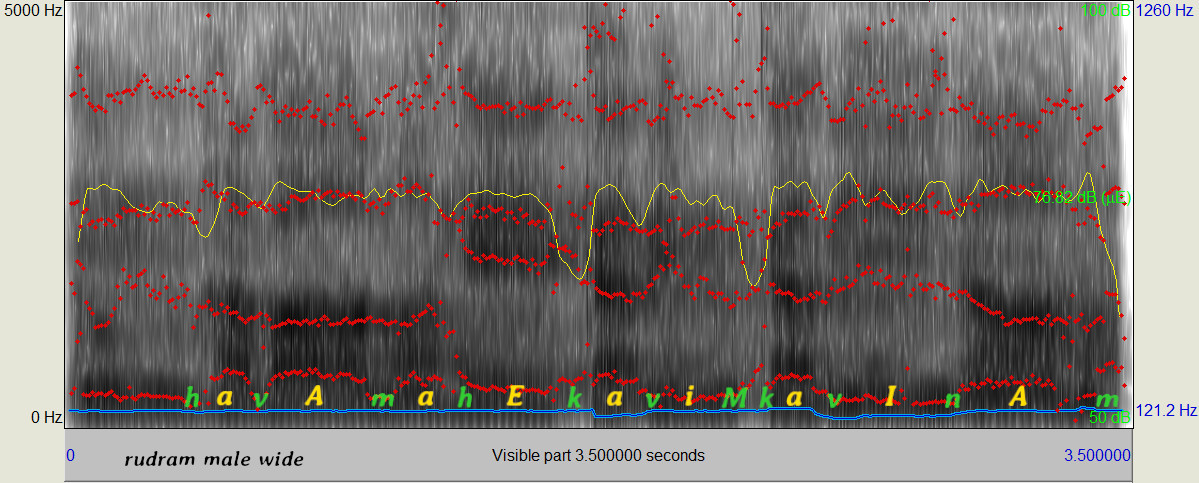 5000 Hz 100 dB 1260 Hz
76.82 dB (µE)
h a v A m a h E k a v i M k a v I n A m
0 Hz 50 dB 121.2 Hz
0 rudram male wide Visible part 3.500000 seconds 3.500000